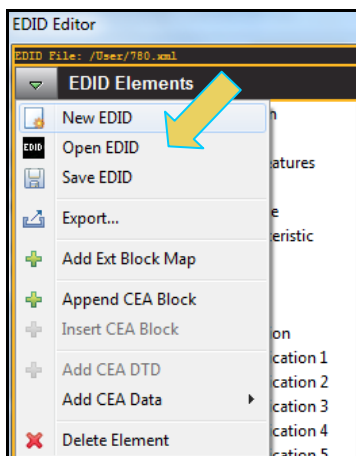 EDID Editor
EDID File: /User/780.xml
EDID Elements
New EDID
EDID Open EDID
atures
Save EDID
Export...
eristic
Add Ext Block Map
Append CEA Block
Insert CEA Block
on
cation 1
Add CEA DTD
cation 2
Add CEA Data
cation 3
cation 4
Delete Element
cation 5